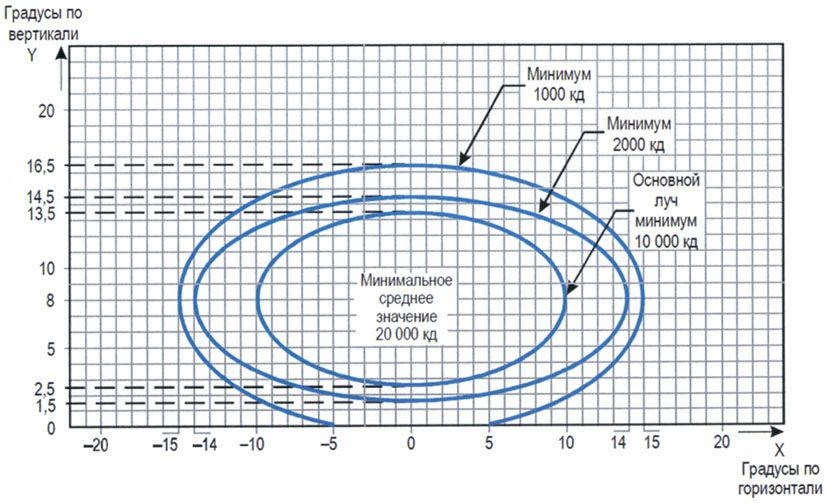 Градусы по
вертикали
Y
Минимум
1000 кд
20
Минимум
2000 кд
16,5
Основной
луч
минимум
10 000 кд
14,5
13,5
10
Минимальное
среднее
значение
20 000 кд
8
5
2,5
1,5
0
–20 –15 –14 –10 –5 0 5 10 14 15 20
X
Градусы по
горизонтали